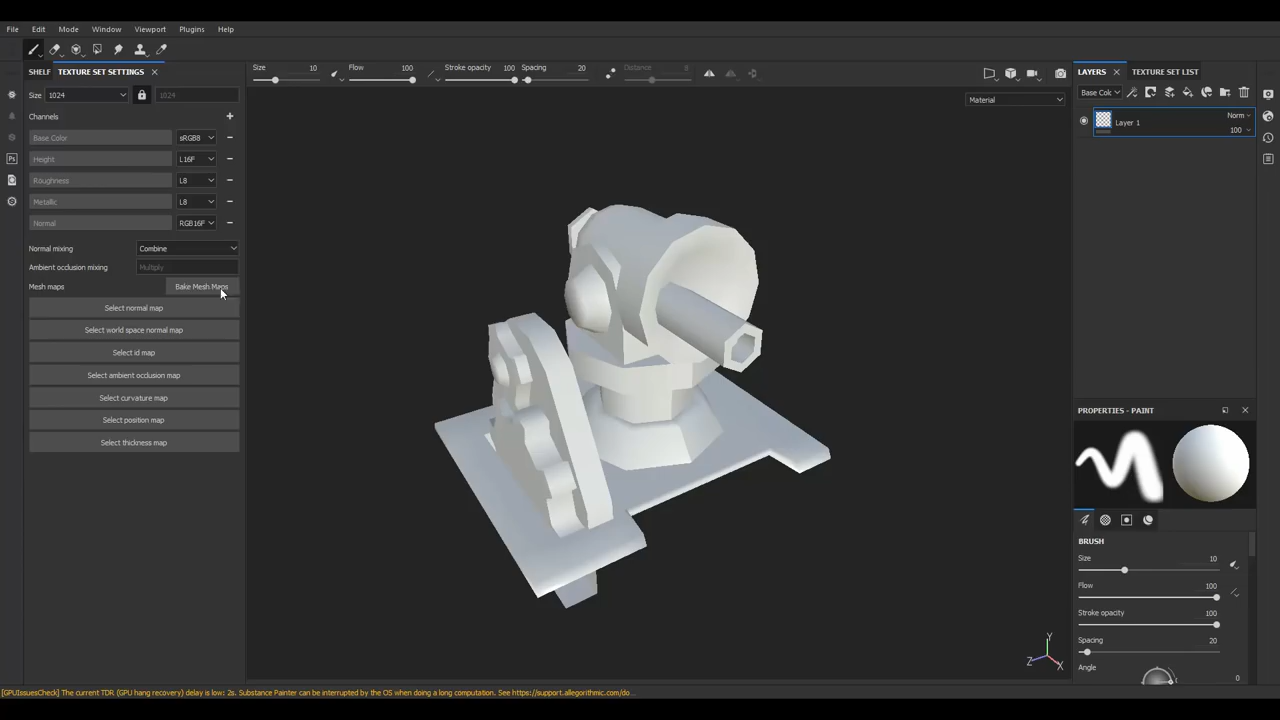 File Edit Mode Window Viewport Plugins Help
SHELF TEXTURE SET SETTINGS
Size 1024 1024
Channels
Base Color sRGB8
Height L16F
Roughness L8
Metallic L8
Normal RGB16F
Normal mixing Combine
Ambient occlusion mixing Multiply
Mesh maps Bake Mesh Maps
Select normal map
Select world space normal map
Select id map
Select ambient occlusion map
Select curvature map
Select position map
Select thickness map
Ps
Size 10 Flow 100 Stroke opacity 100 Spacing 20 Distance 8
Material
Y
Z X
LAYERS TEXTURE SET LIST
Base Colo
Layer 1 Norm
100
PROPERTIES - PAINT
BRUSH
Size 10
Flow 100
Stroke opacity 100
Spacing 20
Angle 0
[GPUIssuesCheck] The current TDR (GPU hang recovery) delay is low: 2s. Substance Painter can be interrupted by the OS when doing a long computation. See https://support.allegorithmic.com/do...